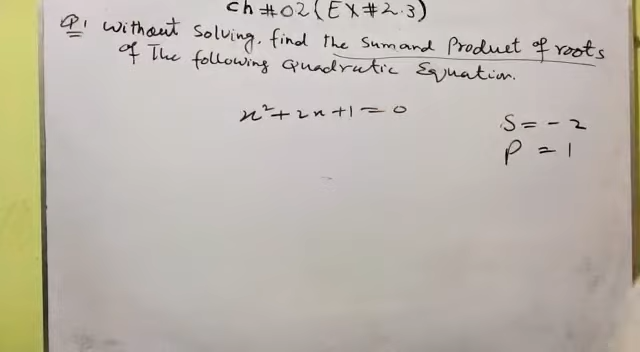 Ch # 02 (EX # 2.3)
Q1 Without Solving, find the Sum and Product of roots
of The following Quadratic Equation.
x² + 2x + 1 = 0
S = - 2
P = 1